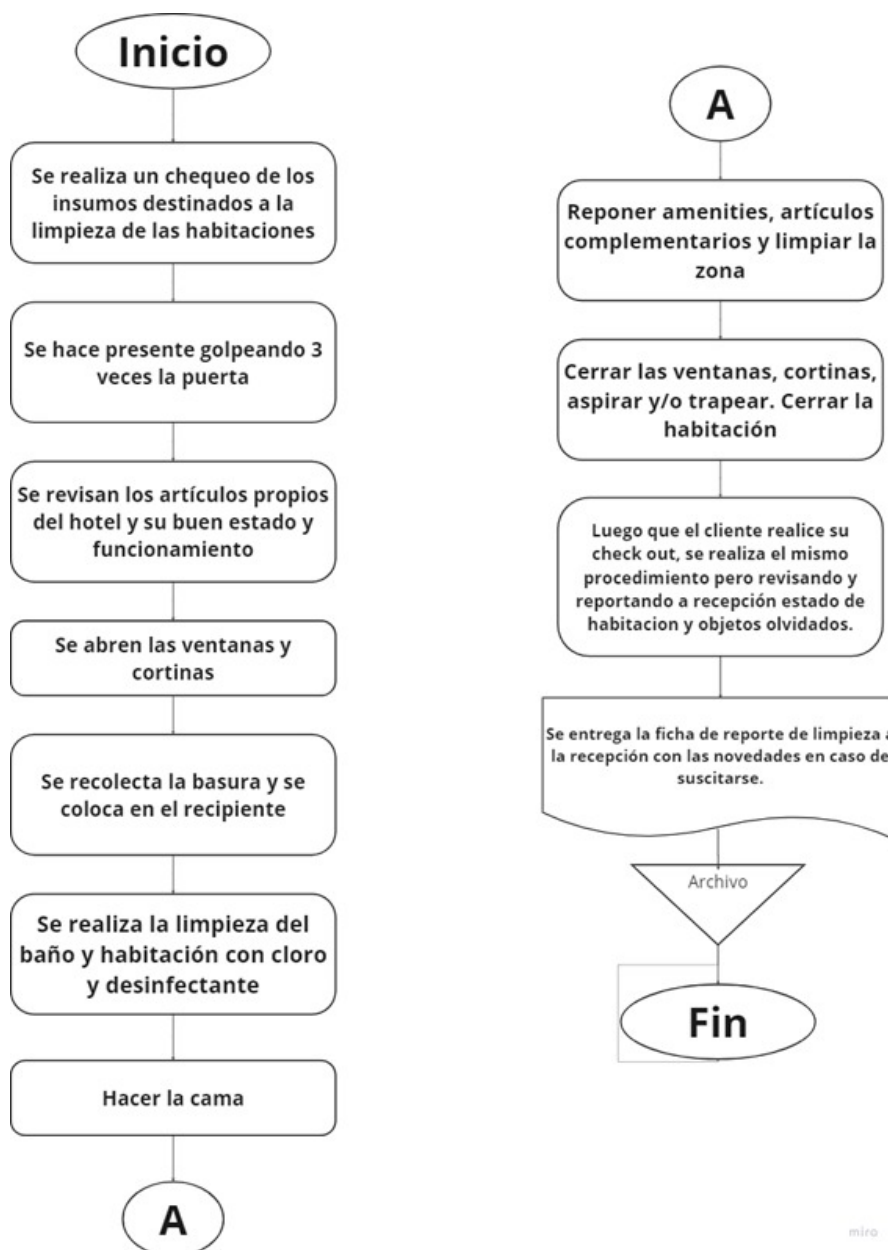 Inicio
Se realiza un chequeo de los
insumos destinados a la
limpieza de las habitaciones
Se hace presente golpeando 3
veces la puerta
Se revisan los artículos propios
del hotel y su buen estado y
funcionamiento
Se abren las ventanas y
cortinas
Se recolecta la basura y se
coloca en el recipiente
Se realiza la limpieza del
baño y habitación con cloro
y desinfectante
Hacer la cama
A
A
Reponer amenities, artículos
complementarios y limpiar la
zona
Cerrar las ventanas, cortinas,
aspirar y/o trapear. Cerrar la
habitación
Luego que el cliente realice su
check out, se realiza el mismo
procedimiento pero revisando y
reportando a recepción estado de
habitacion y objetos olvidados.
Se entrega la ficha de reporte de limpieza a
la recepción con las novedades en caso de
suscitarse.
Archivo
Fin
miro